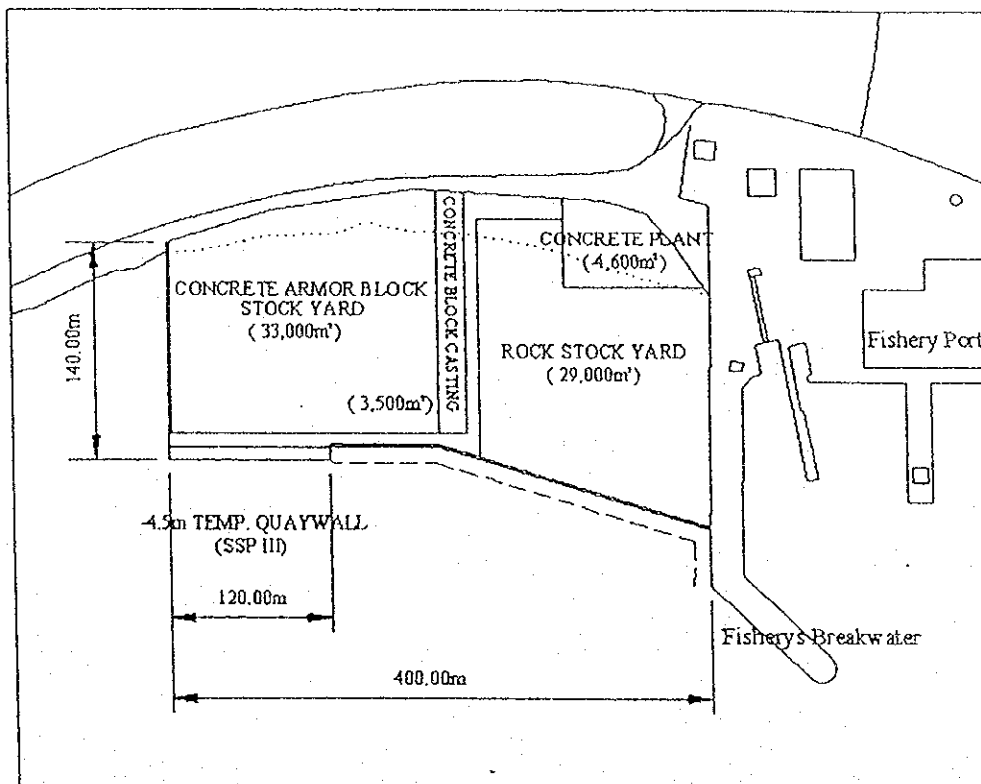 CONCRETE PLANT
(4,600m²)
CONCRETE BLOCK CASTING
CONCRETE ARMOR BLOCK
STOCK YARD
(33,000m²)
140.00m
ROCK STOCK YARD
(29,000m²)
Fishery Port
(3,500m²)
-4.5m TEMP. QUAYWALL
(SSP III)
120.00m
Fishery's Breakwater
400.00m